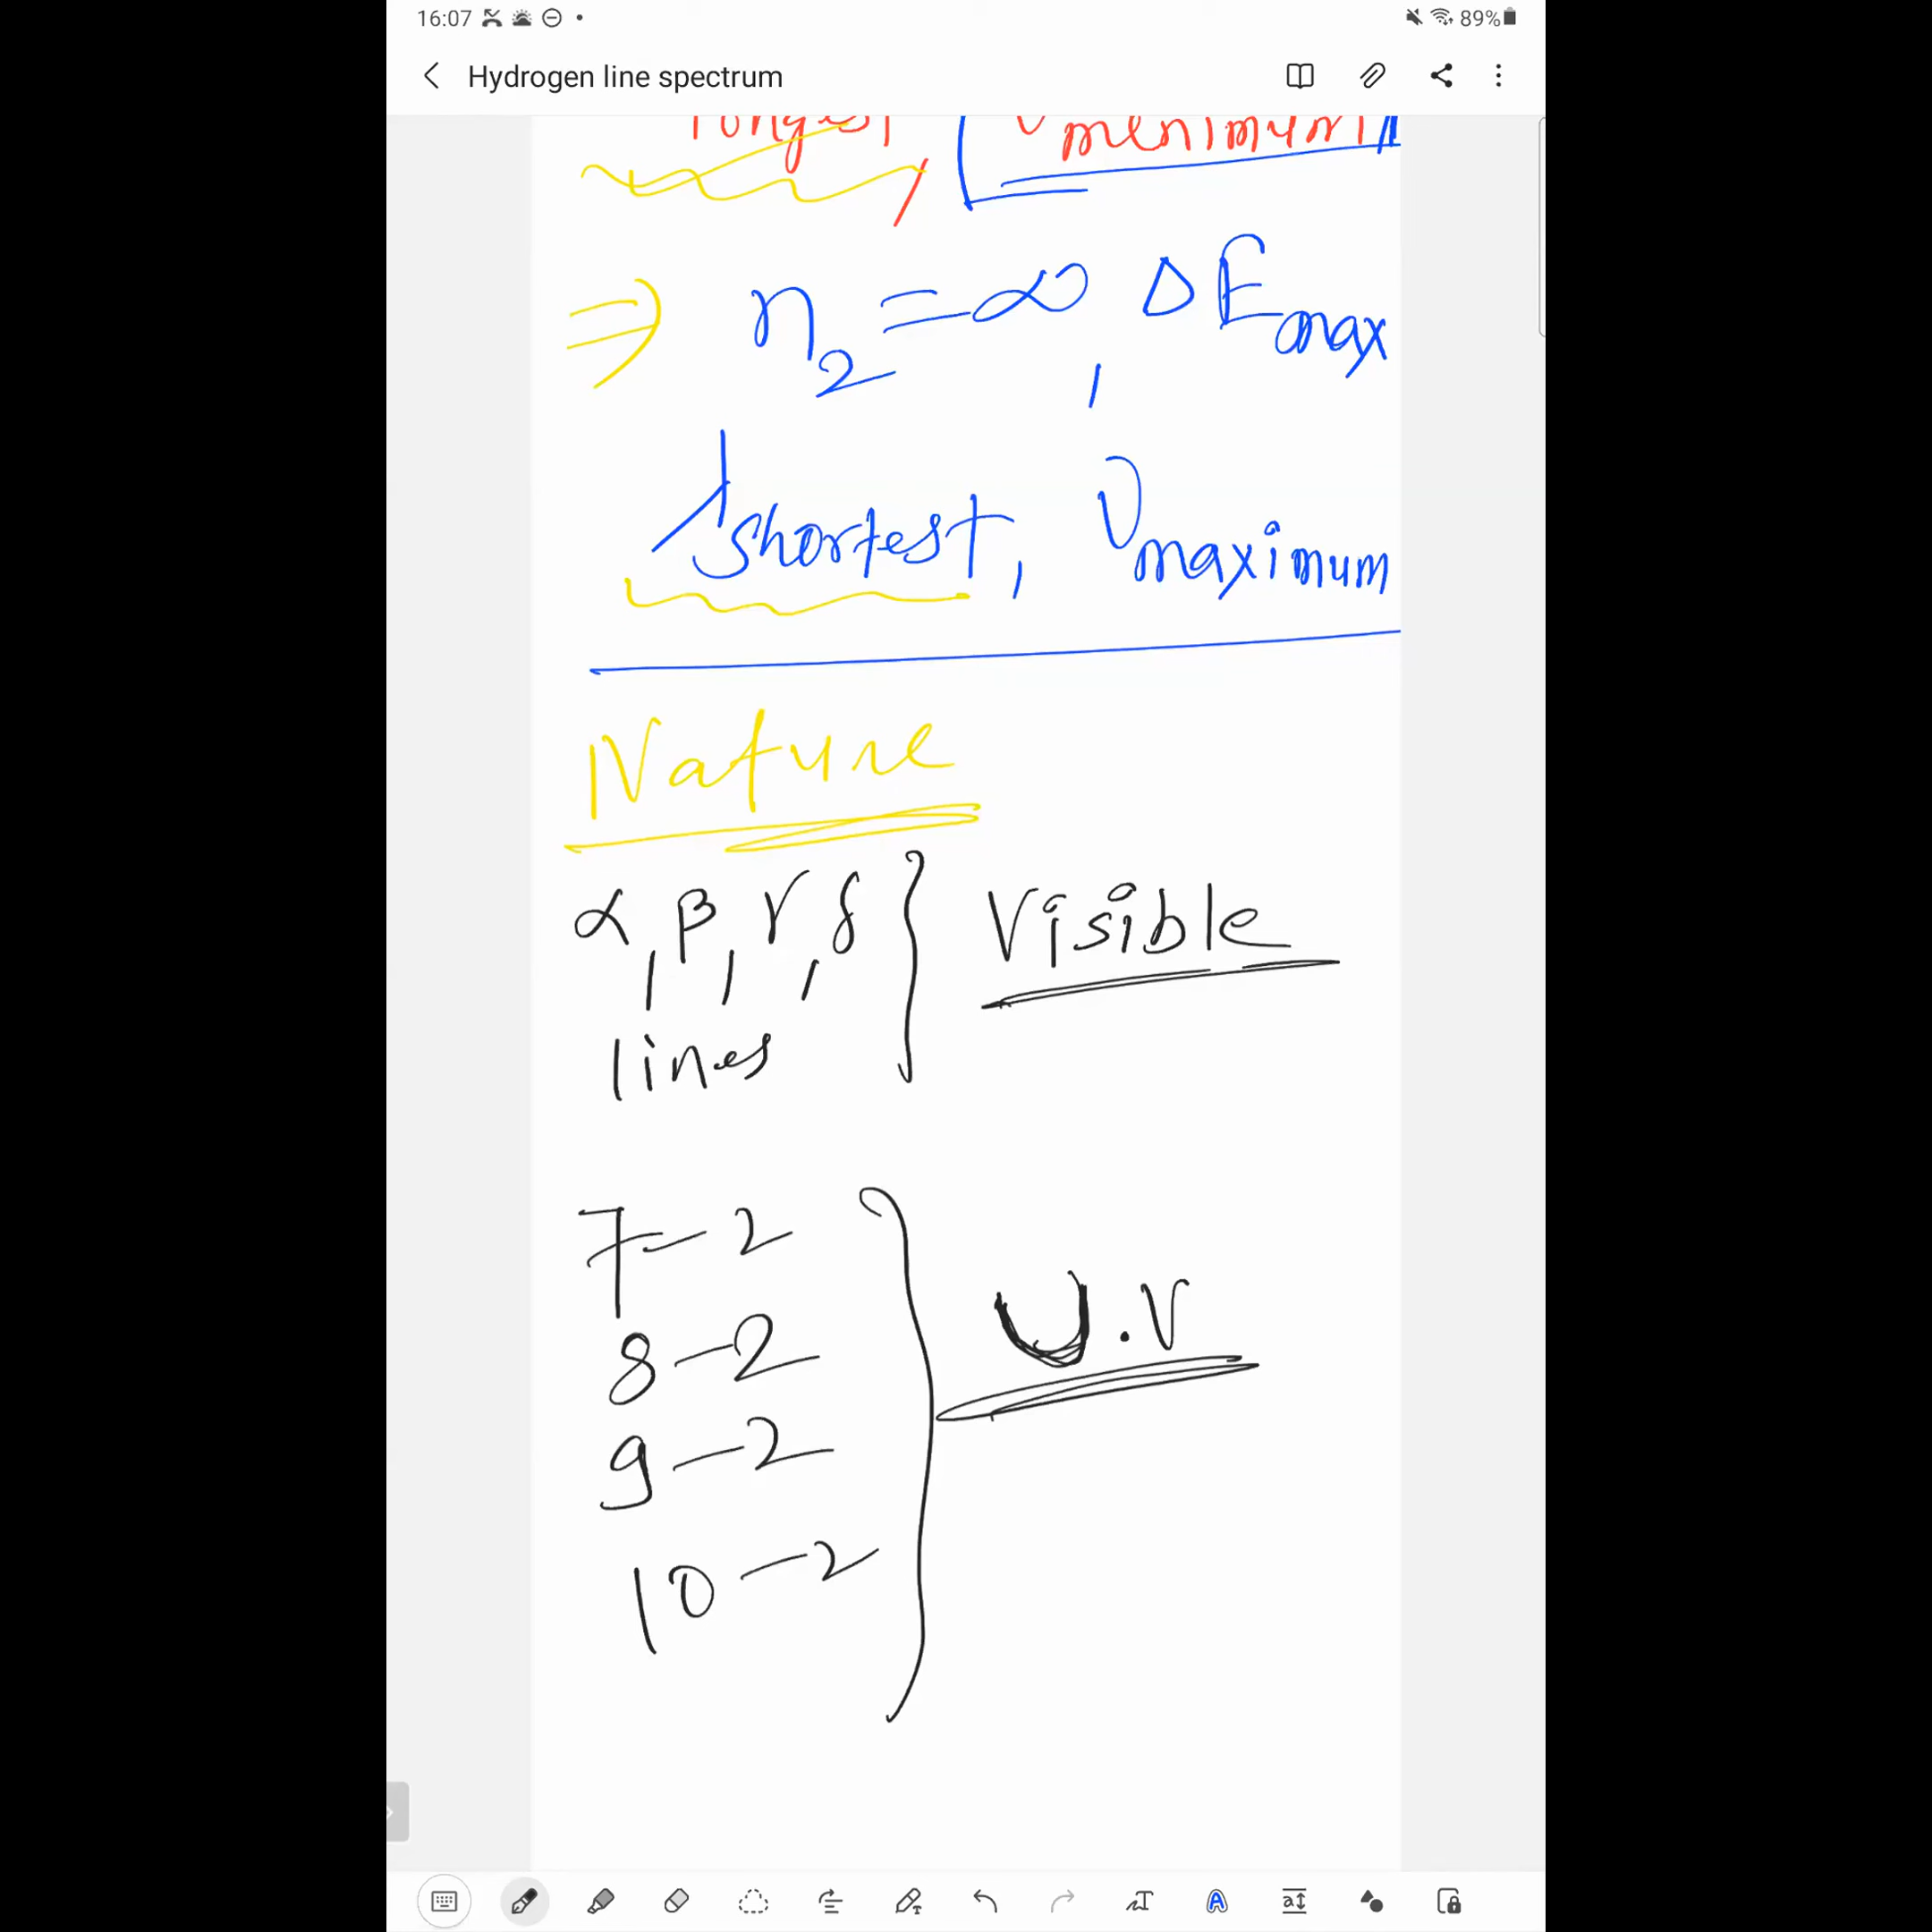 16:07 89%
Hydrogen line spectrum
longest, ν minimum
⇒ n₂ = ∞, ΔE max
λ shortest, ν maximum
Nature
α, β, γ, δ } Visible
lines
7-2
8-2
U.V
9-2
10-2